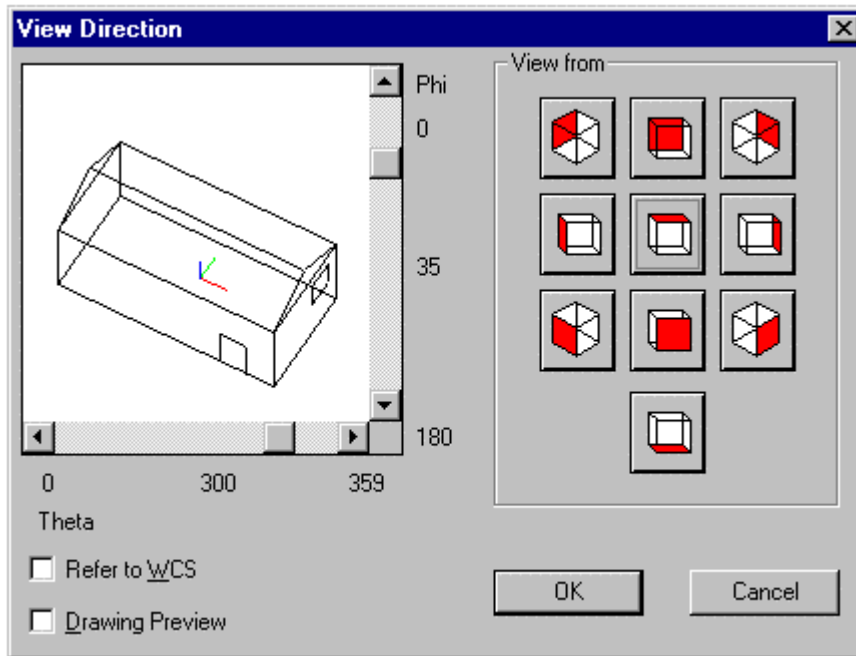 View Direction
Phi
0
35
180
0 300 359
Theta
Refer to WCS
Drawing Preview
View from
OK
Cancel